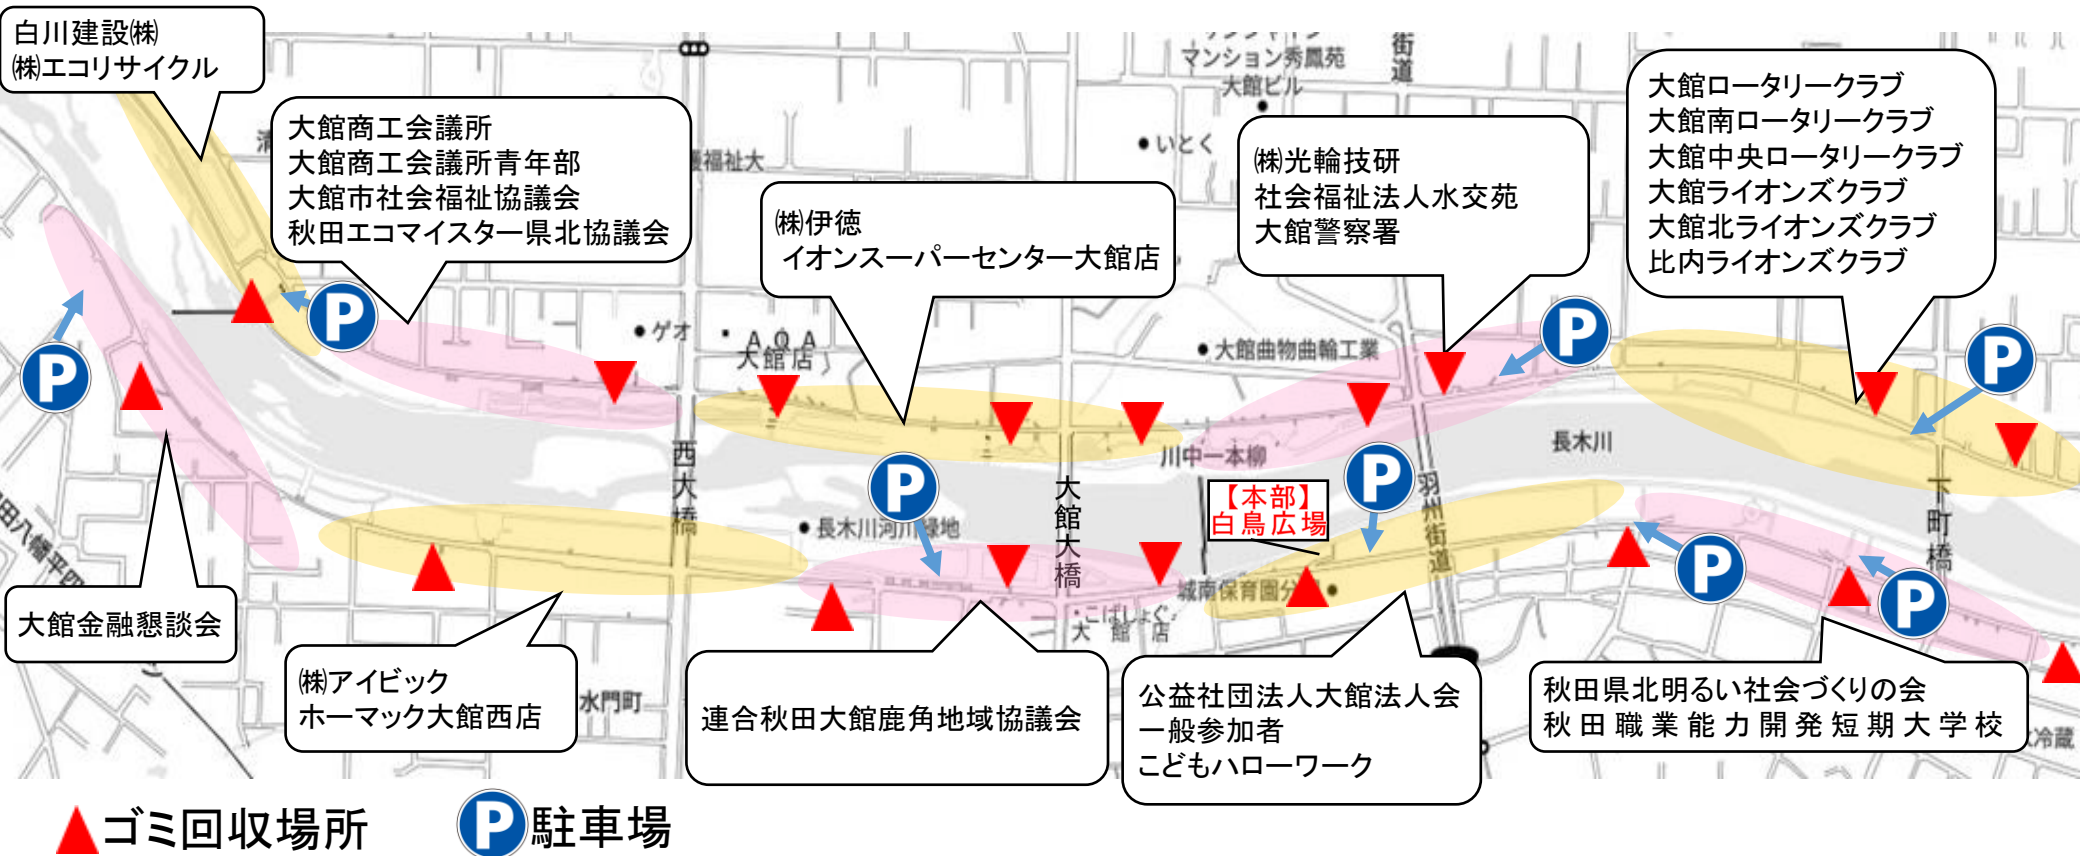 白川建設㈱
㈱エコリサイクル
大館商工会議所
大館商工会議所青年部
大館市社会福祉協議会
秋田エコマイスター県北協議会
㈱伊徳
イオンスーパーセンター大館店
㈱光輪技研
社会福祉法人水交苑
大館警察署
大館ロータリークラブ
大館南ロータリークラブ
大館中央ロータリークラブ
大館ライオンズクラブ
大館北ライオンズクラブ
比内ライオンズクラブ
マンション秀鳳苑
大館ビル
街道
いとく
福祉大
ゲオ
AQA
大館店
大館曲物曲輪工業
P
P
P
P
P
P
P
P
川中一本柳
長木川
西大橋
大館大橋
羽州街道
下町橋
長木川河川緑地
【本部】
白鳥広場
城南保育園分
こばしょぐ
大館店
田八幡平四
水門町
冷蔵
大館金融懇談会
㈱アイビック
ホーマック大館西店
連合秋田大館鹿角地域協議会
公益社団法人大館法人会
一般参加者
こどもハローワーク
秋田県北明るい社会づくりの会
秋田職業能力開発短期大学校
ゴミ回収場所
P 駐車場